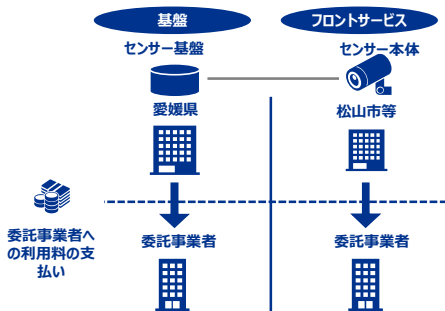 基盤
フロントサービス
センサー基盤
センサー本体
愛媛県
松山市等
委託事業者へ
の利用料の支
払い
委託事業者
委託事業者